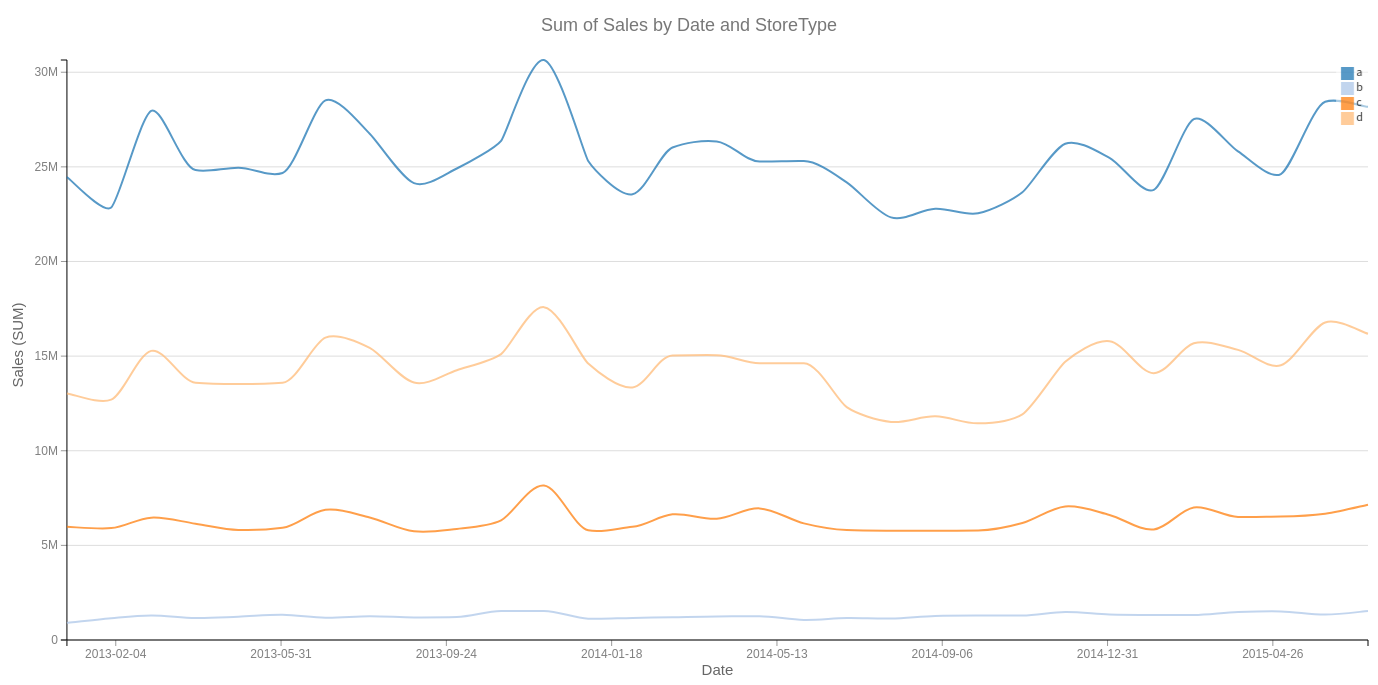 Sum of Sales by Date and StoreType
30M
25M
20M
15M
10M
5M
0
Sales (SUM)
a
b
c
d
2013-02-04 2013-05-31 2013-09-24 2014-01-18 2014-05-13 2014-09-06 2014-12-31 2015-04-26
Date